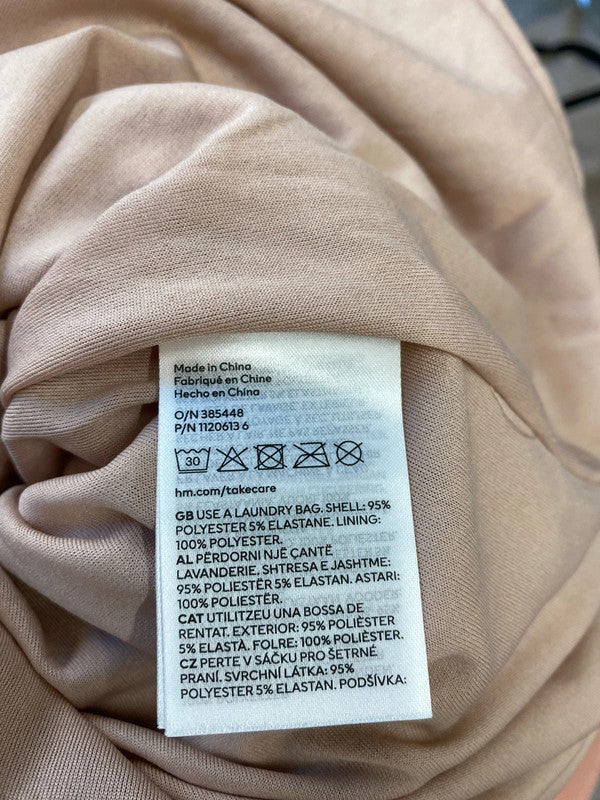 Made in China
Fabriqué en Chine
Hecho en China
O/N 385448
P/N 1120613 6
30
hm.com/takecare
GB USE A LAUNDRY BAG. SHELL: 95%
POLYESTER 5% ELASTANE. LINING:
100% POLYESTER.
AL PËRDORNI NJË ÇANTË
LAVANDERIE. SHTRESA E JASHTME:
95% POLIESTËR 5% ELASTAN. ASTARI:
100% POLIESTËR.
CAT UTILITZEU UNA BOSSA DE
RENTAT. EXTERIOR: 95% POLIÈSTER
5% ELASTÀ. FOLRE: 100% POLIÈSTER.
CZ PERTE V SÁČKU PRO ŠETRNÉ
PRANÍ. SVRCHNÍ LÁTKA: 95%
POLYESTER 5% ELASTAN. PODŠÍVKA: